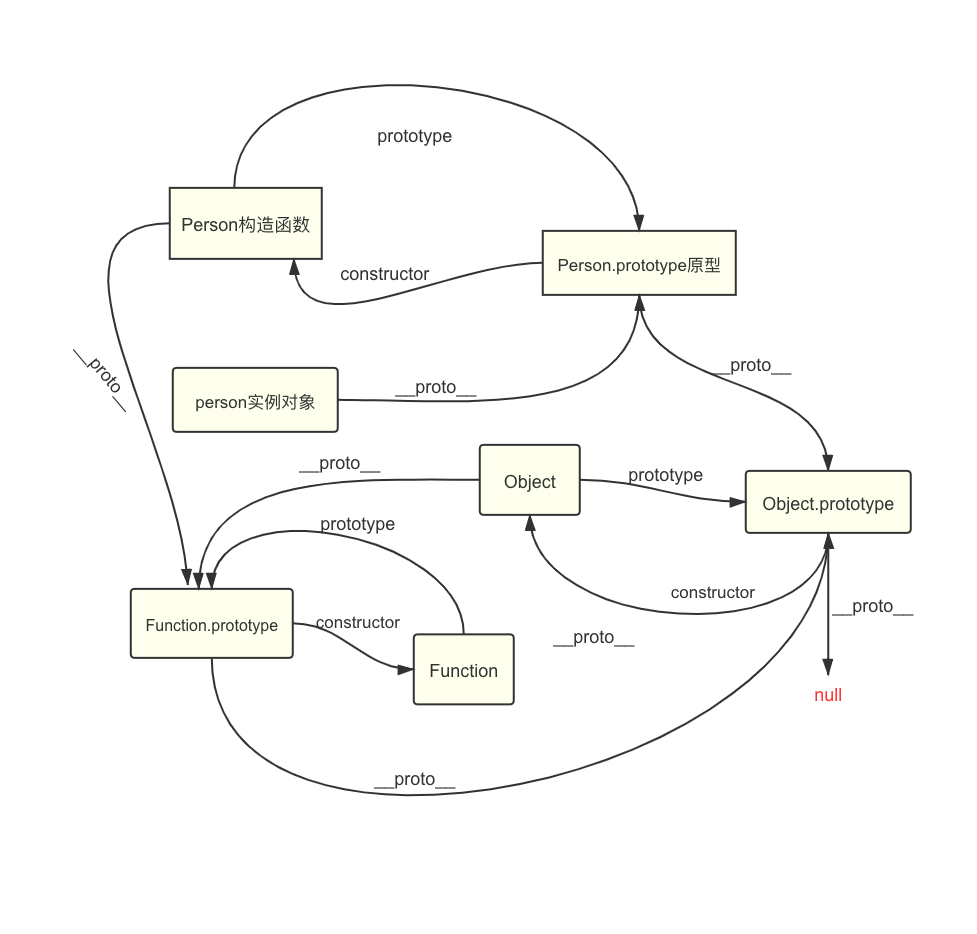 prototype
Person构造函数
Person.prototype原型
constructor
__proto__
__proto__
person实例对象
__proto__
__proto__
Object
prototype
Object.prototype
prototype
constructor
__proto__
Function.prototype
constructor
__proto__
Function
null
__proto__